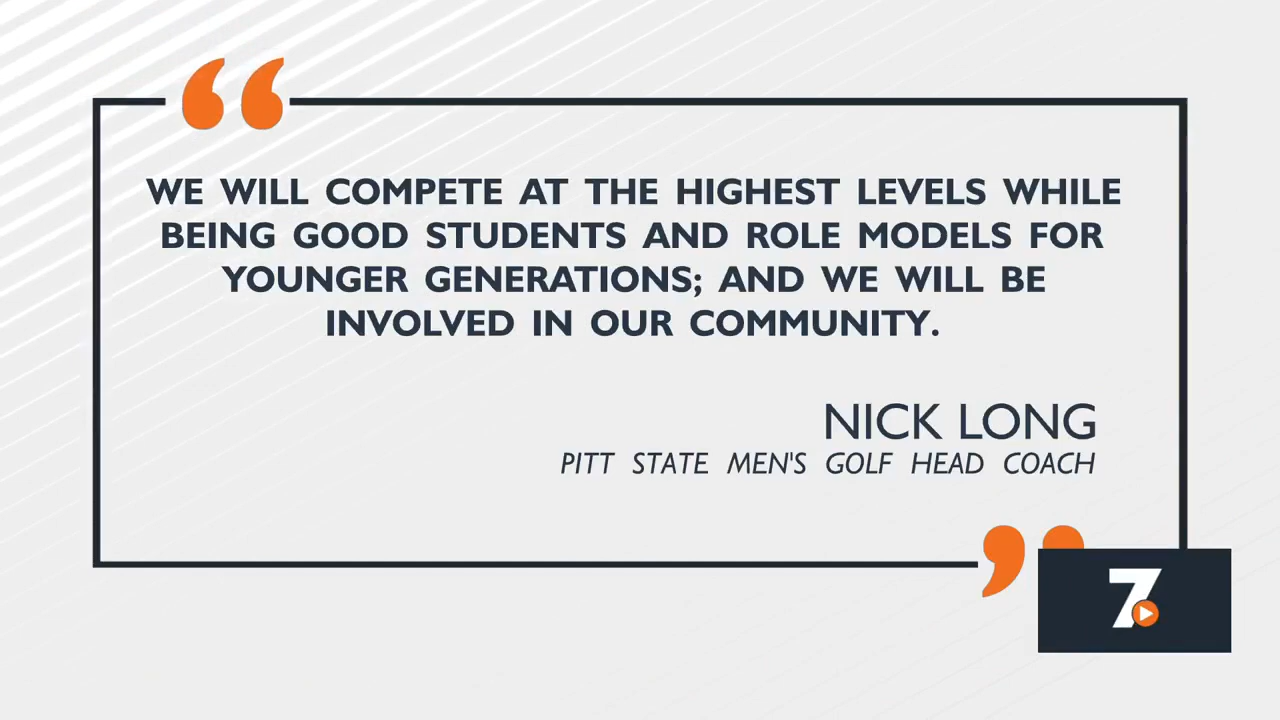 WE WILL COMPETE AT THE HIGHEST LEVELS WHILE
BEING GOOD STUDENTS AND ROLE MODELS FOR
YOUNGER GENERATIONS; AND WE WILL BE
INVOLVED IN OUR COMMUNITY.
NICK LONG
PITT STATE MEN'S GOLF HEAD COACH
7